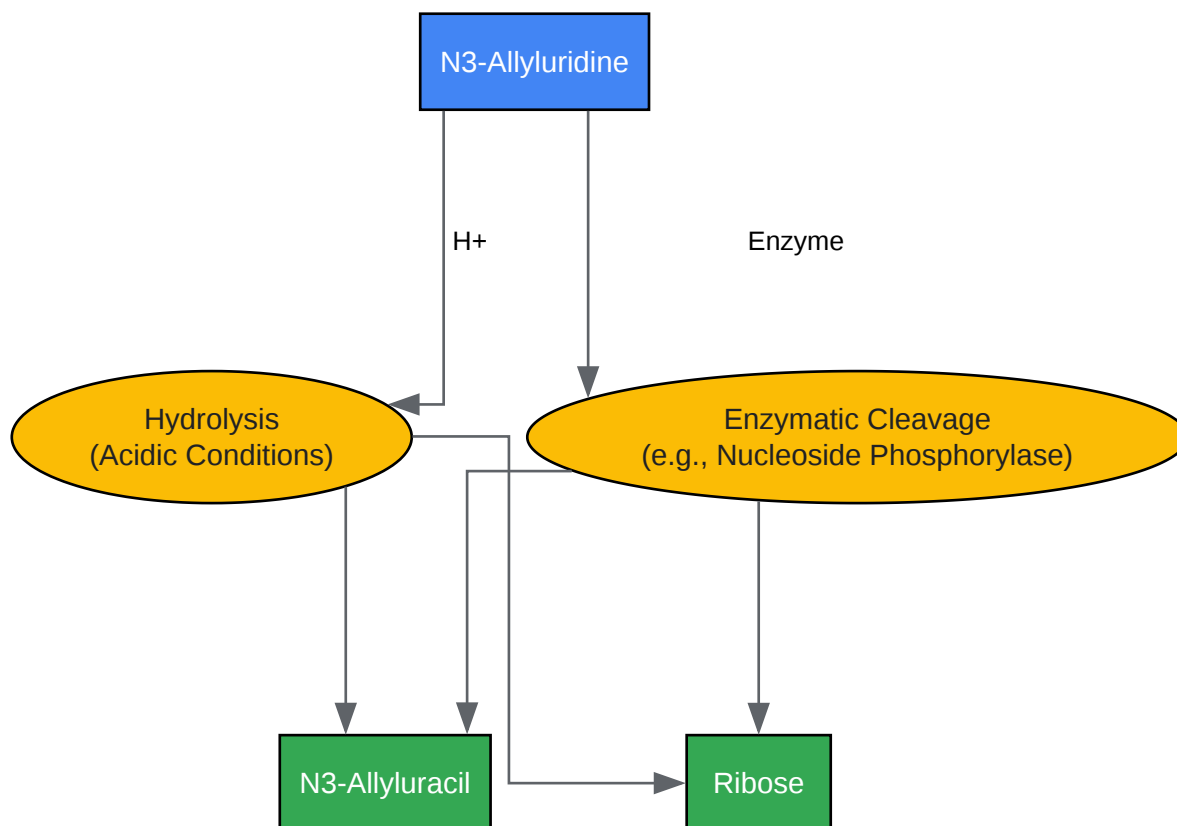 N3-Allyluridine
H+
Enzyme
Hydrolysis
(Acidic Conditions)
Enzymatic Cleavage
(e.g., Nucleoside Phosphorylase)
N3-Allyluracil
Ribose